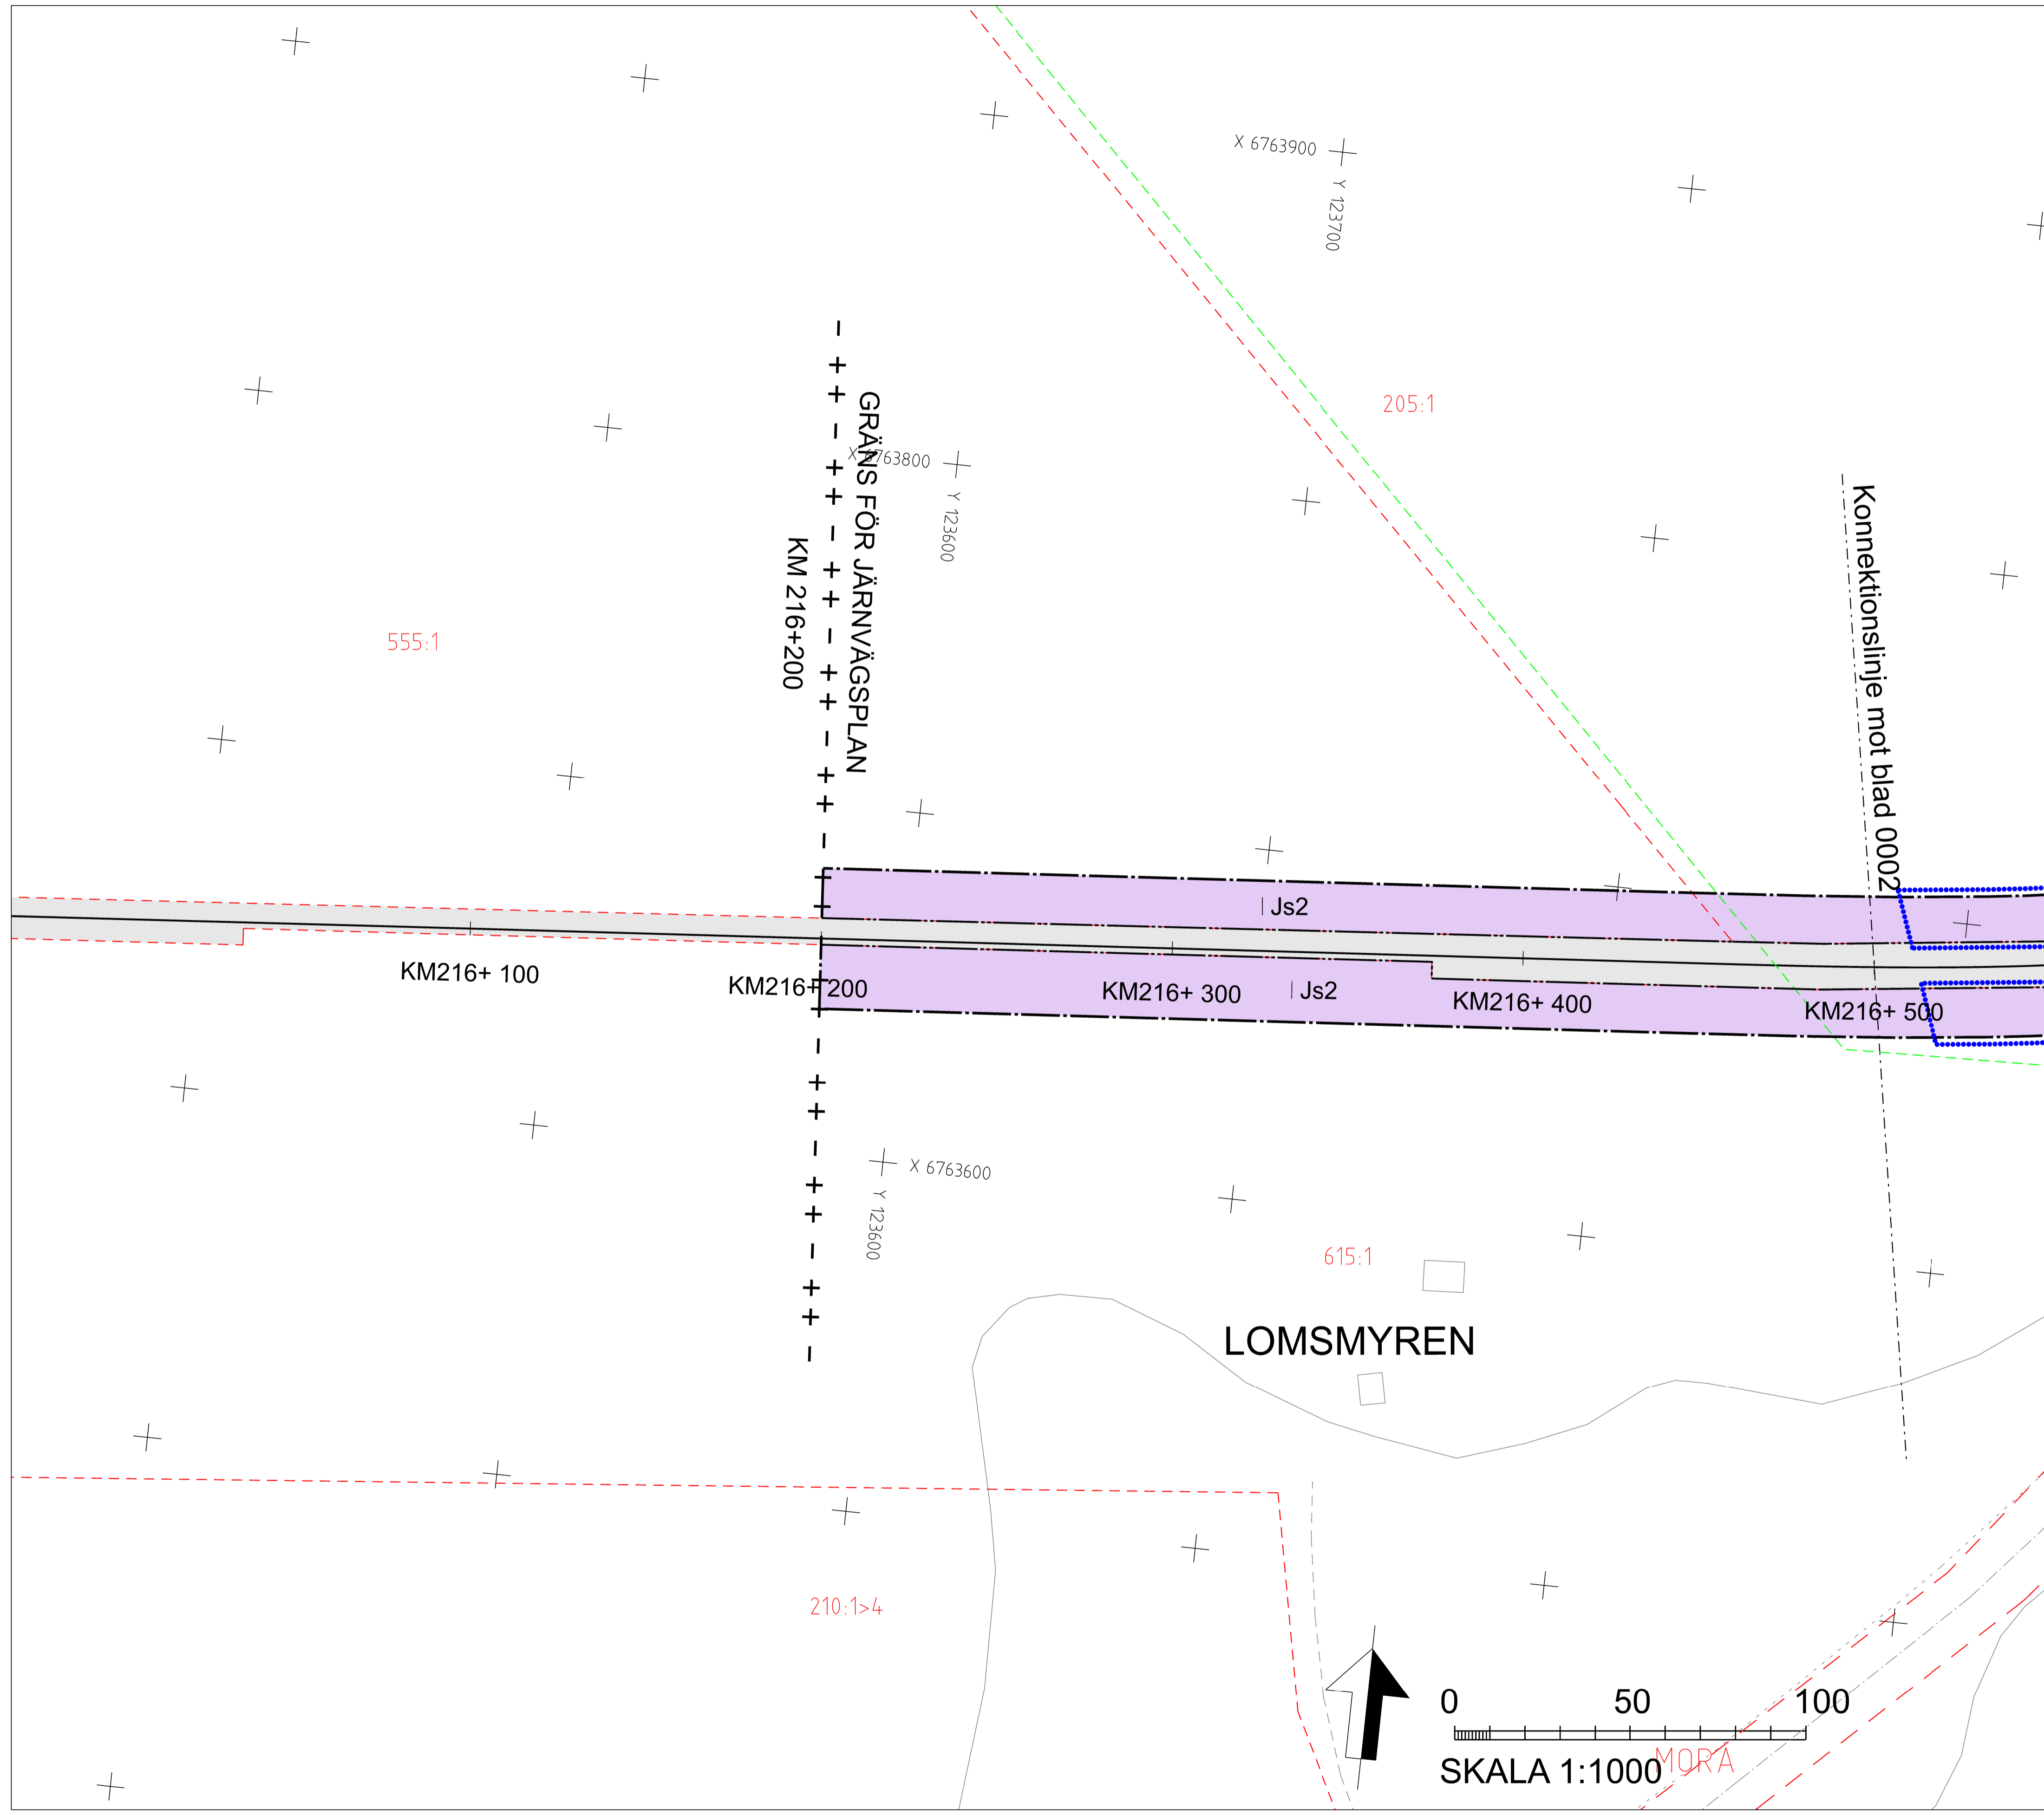 X 6763900
Y 123700
205:1
GRÄNS FÖR JÄRNVÄGSPLAN
KM 216+200
X 6763800
Y 123600
Konnektionslinje mot blad 0002
555:1
Js2
KM216+ 100
KM216+ 200
KM216+ 300
Js2
KM216+ 400
KM216+ 500
X 6763600
Y 123600
615:1
LOMSMYREN
210:1>4
0 50 100
SKALA 1:1000
MORA